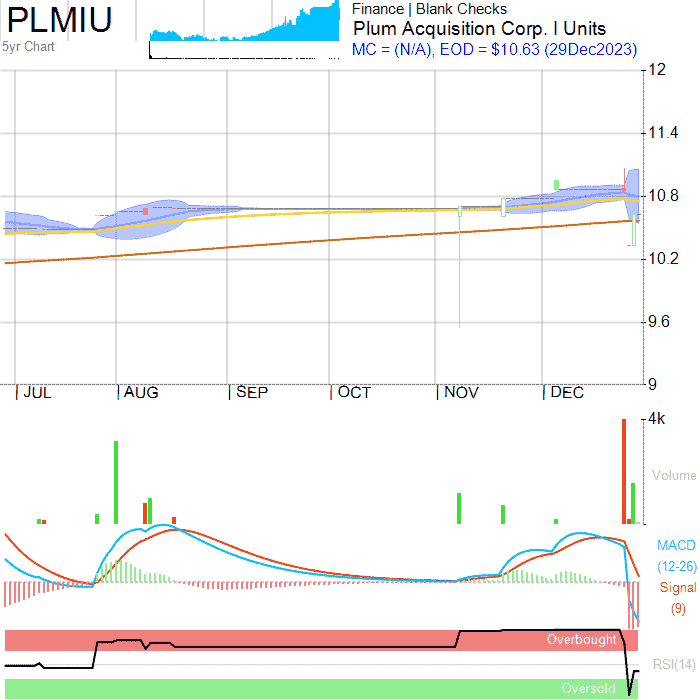 PLMIU
5yr Chart
Finance | Blank Checks
Plum Acquisition Corp. I Units
MC = (N/A), EOD = $10.63 (29Dec2023)
12
11.4
10.8
10.2
9.6
9
JUL
AUG
SEP
OCT
NOV
DEC
4k
Volume
MACD
(12-26)
Signal
(9)
Overbought
RSI(14)
Oversold